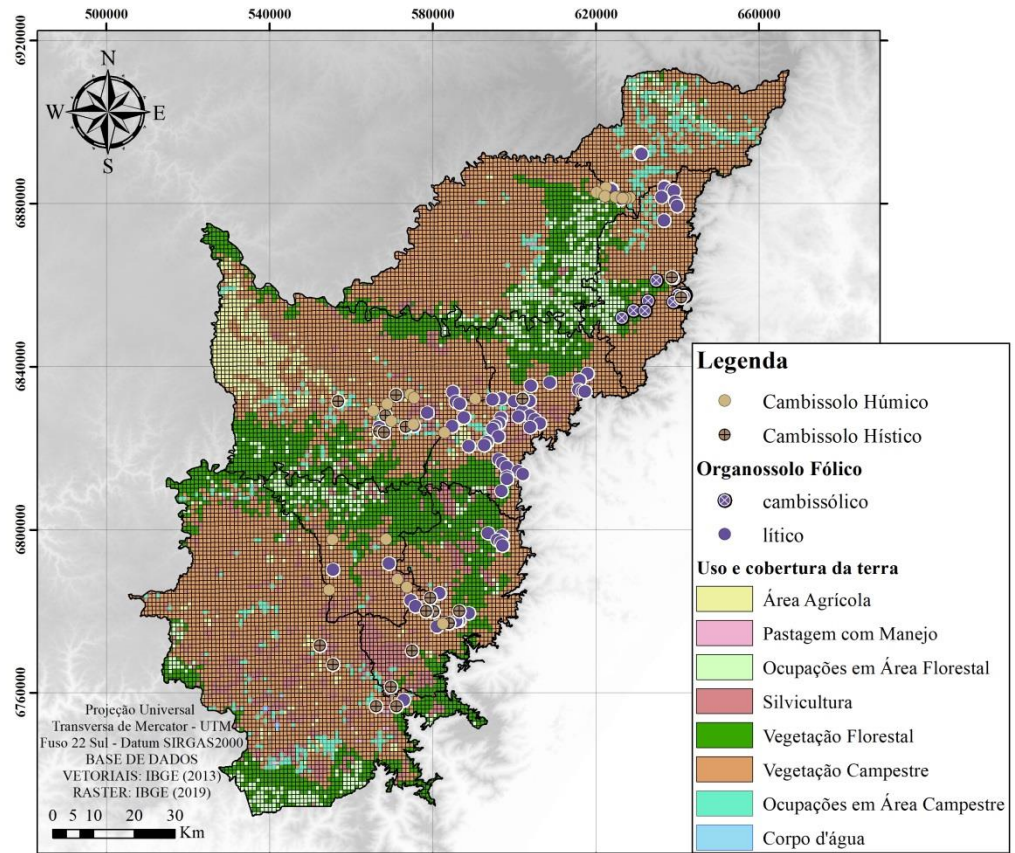 500000 540000 580000 620000 660000
6920000
6880000
6840000
6800000
6760000
N
W E
S
Legenda
Cambissolo Húmico
Cambissolo Hístico
Organossolo Fólico
cambissólico
lítico
Uso e cobertura da terra
Área Agrícola
Pastagem com Manejo
Ocupações em Área Florestal
Silvicultura
Vegetação Florestal
Vegetação Campestre
Ocupações em Área Campestre
Corpo d'água
Projeção Universal
Transversa de Mercator - UTM
Fuso 22 Sul - Datum SIRGAS2000
BASE DE DADOS
VETORIAIS: IBGE (2013)
RASTER: IBGE (2019)
0 5 10 20 30
Km